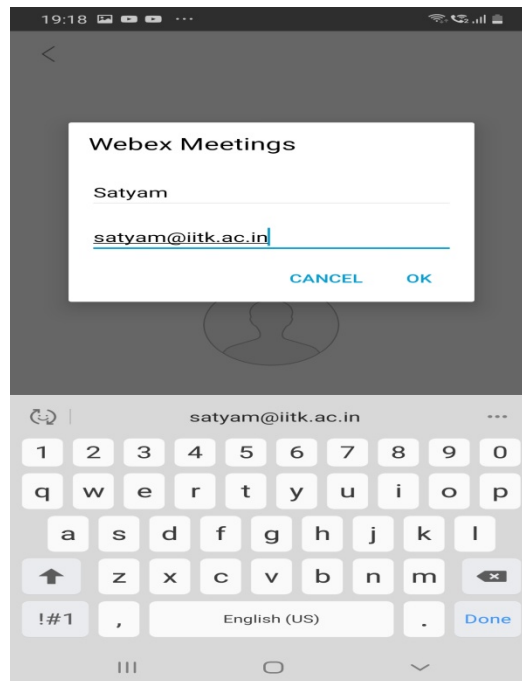 19:18 ...
Webex Meetings
Satyam
satyam@iitk.ac.in
CANCEL OK
satyam@iitk.ac.in ...
1 2 3 4 5 6 7 8 9 0
q w e r t y u i o p
a s d f g h j k l
z x c v b n m
!#1 , English (US) . Done